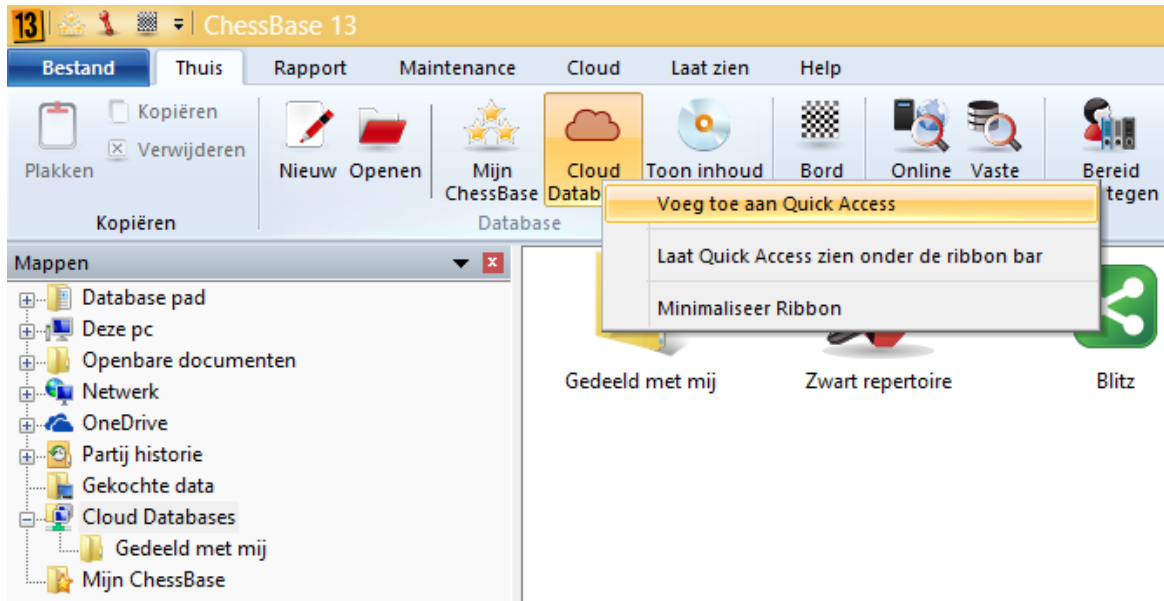 13 ChessBase 13
Bestand Thuis Rapport Maintenance Cloud Laat zien Help
Kopiëren
Verwijderen
Plakken Nieuw Openen Mijn Cloud Toon inhoud Bord Online Vaste Bereid
ChessBase tegen
Kopiëren Database
Voeg toe aan Quick Access
Laat Quick Access zien onder de ribbon bar
Minimaliseer Ribbon
Mappen
Database pad
Deze pc
Openbare documenten
Netwerk
OneDrive
Partij historie
Gekochte data
Cloud Databases
Gedeeld met mij
Mijn ChessBase
Gedeeld met mij Zwart repertoire Blitz